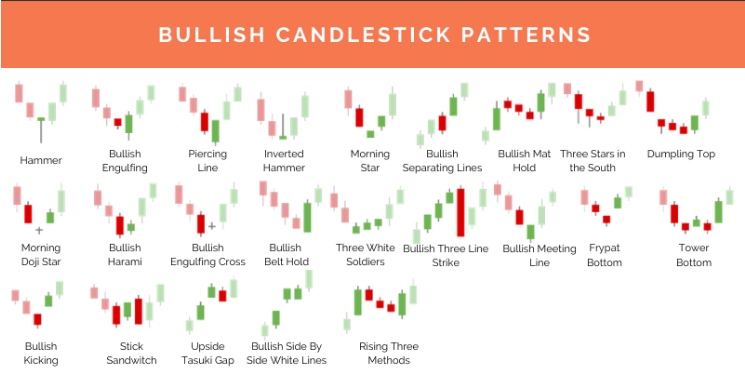 BULLISH CANDLESTICK PATTERNS
Hammer
Bullish
Engulfing
Piercing
Line
Inverted
Hammer
Morning
Star
Bullish
Separating Lines
Bullish Mat
Hold
Three Stars in
the South
Dumpling Top
Morning
Doji Star
Bullish
Harami
Bullish
Engulfing Cross
Bullish
Belt Hold
Three White
Soldiers
Bullish Three Line
Strike
Bullish Meeting
Line
Frypat
Bottom
Tower
Bottom
Bullish
Kicking
Stick
Sandwitch
Upside
Tasuki Gap
Bullish Side By
Side White Lines
Rising Three
Methods